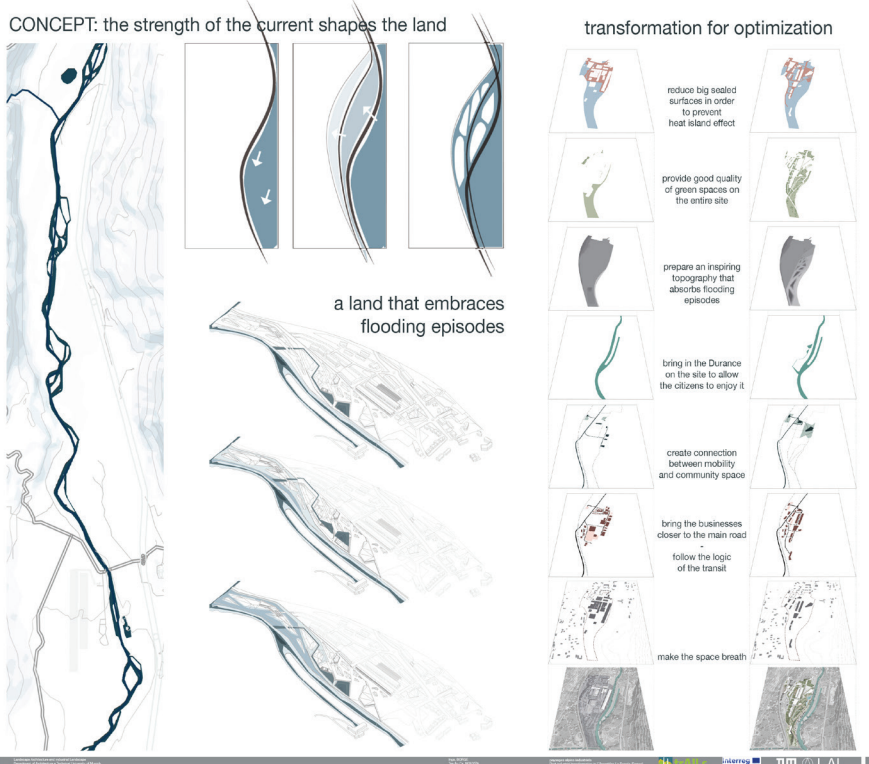 CONCEPT: the strength of the current shapes the land
transformation for optimization
reduce big sealed
surfaces in order
to prevent
heat island effect
provide good quality
of green spaces on
the entire site
prepare an inspiring
topography that
absorbs flooding
episodes
a land that embraces
flooding episodes
bring in the Durance
on the site to allow
the citizens to enjoy it
create connection
between mobility
and community space
bring the businesses
closer to the main road
-
follow the logic
of the transit
make the space breath
Interreg
LAI